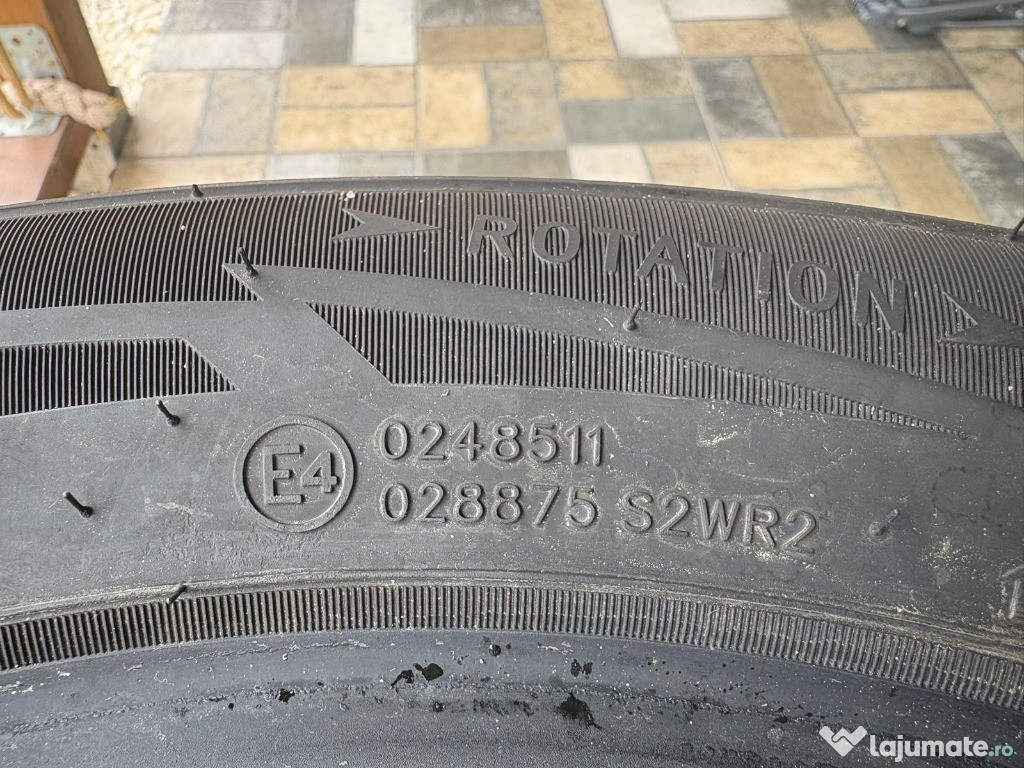 ROTATION
E4
0248511
028875 S2WR2
lajumate.ro